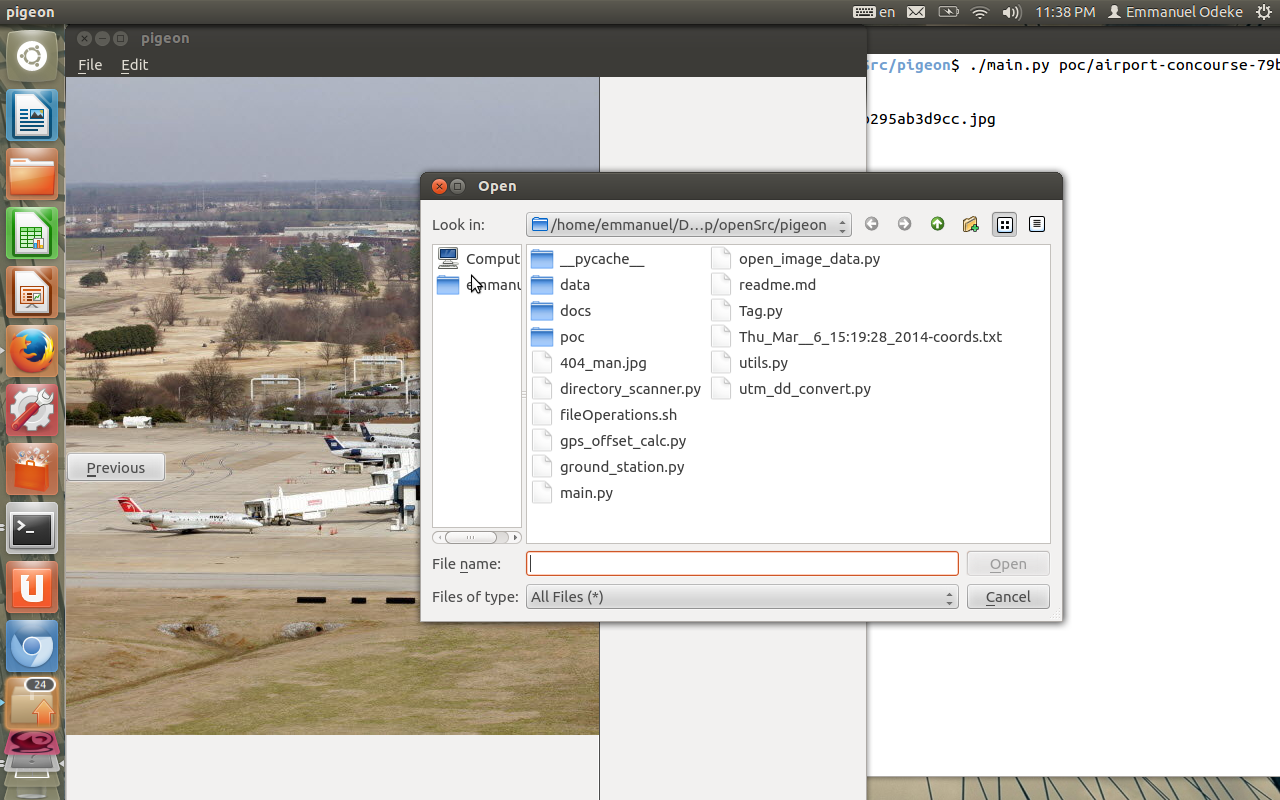 pigeon
en
11:38 PM
Emmanuel Odeke
pigeon
File Edit
Src/pigeon$ ./main.py poc/airport-concourse-79b
295ab3d9cc.jpg
Open
Look in:
/home/emmanuel/D...p/openSrc/pigeon
Comput
emmanu
__pycache__
data
docs
poc
404_man.jpg
directory_scanner.py
fileOperations.sh
gps_offset_calc.py
ground_station.py
main.py
open_image_data.py
readme.md
Tag.py
Thu_Mar__6_15:19:28_2014-coords.txt
utils.py
utm_dd_convert.py
File name:
Open
Files of type:
All Files (*)
Cancel
Previous
nwa
24